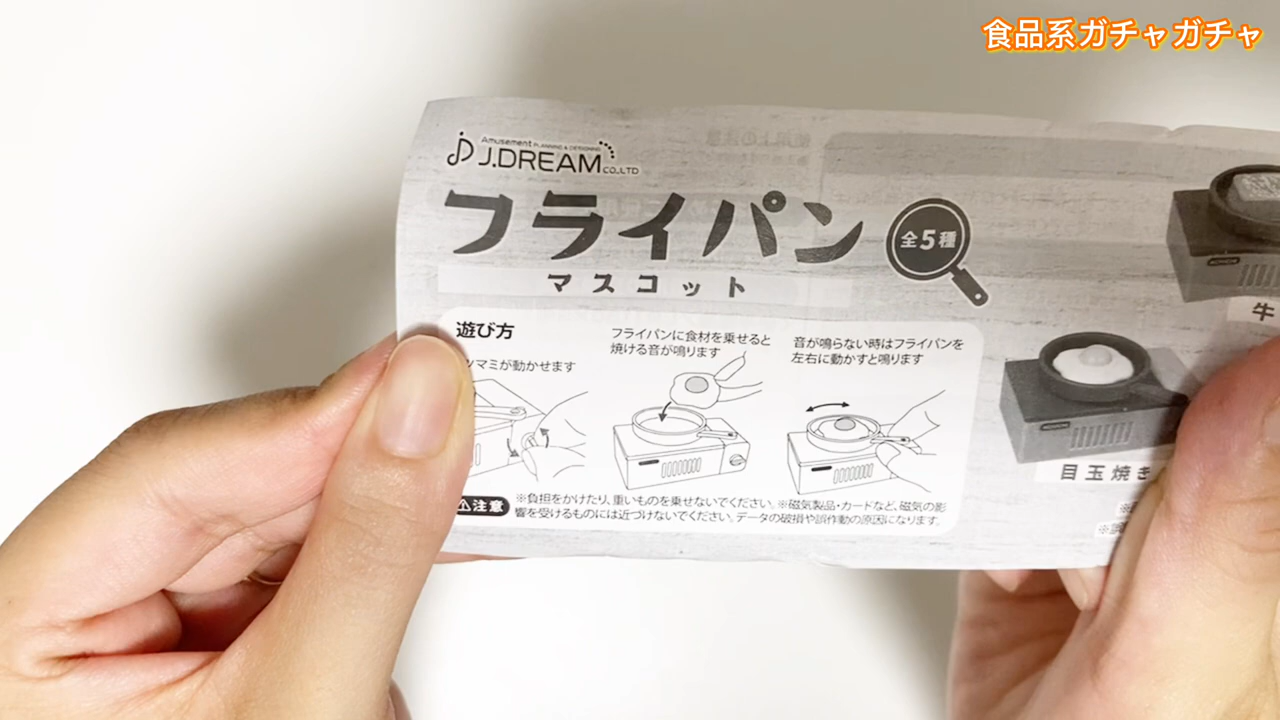 食品系ガチャガチャ
Amusement PLANNING & DESIGNING
J.DREAM CO.,LTD
フライパン
全5種
マスコット
牛
遊び方
ツマミが動かせます
フライパンに食材を乗せると
焼ける音が鳴ります
音が鳴らない時はフライパンを
左右に動かすと鳴ります
目玉焼き
注意
※負担をかけたり、重いものを乗せないでください。※磁気製品・カードなど、磁気の影
響を受けるものには近づけないでください。データの破損や誤作動の原因になります。